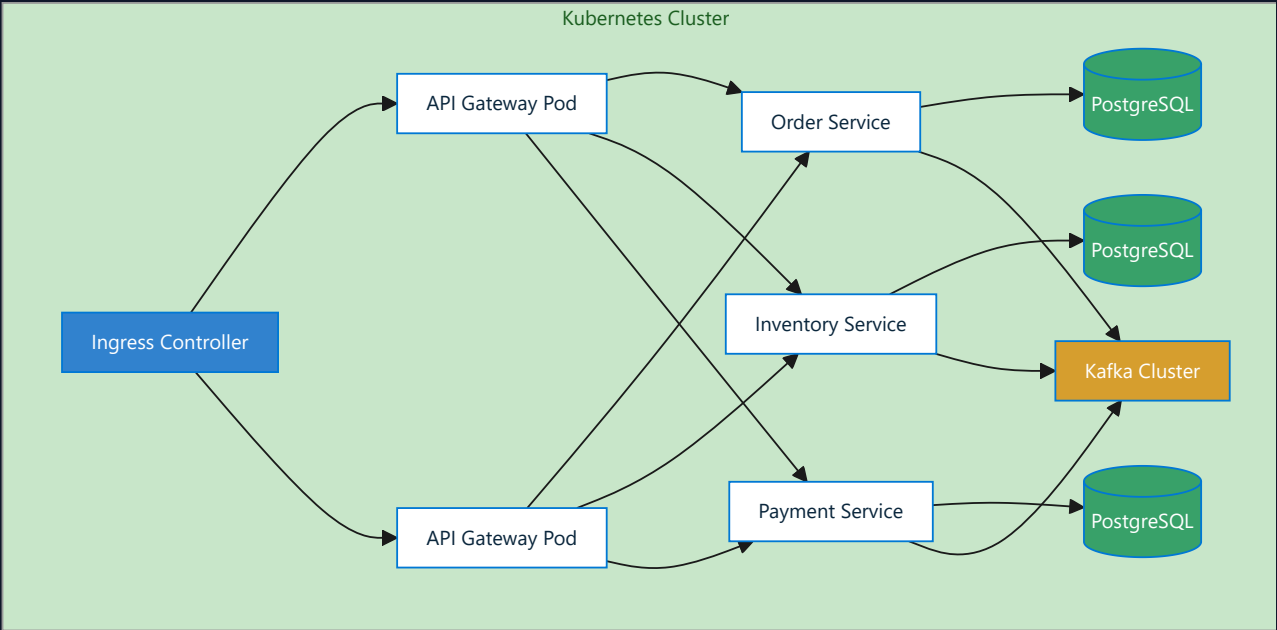 Kubernetes Cluster
API Gateway Pod
Order Service
PostgreSQL
PostgreSQL
Inventory Service
Ingress Controller
Kafka Cluster
Payment Service
PostgreSQL
API Gateway Pod